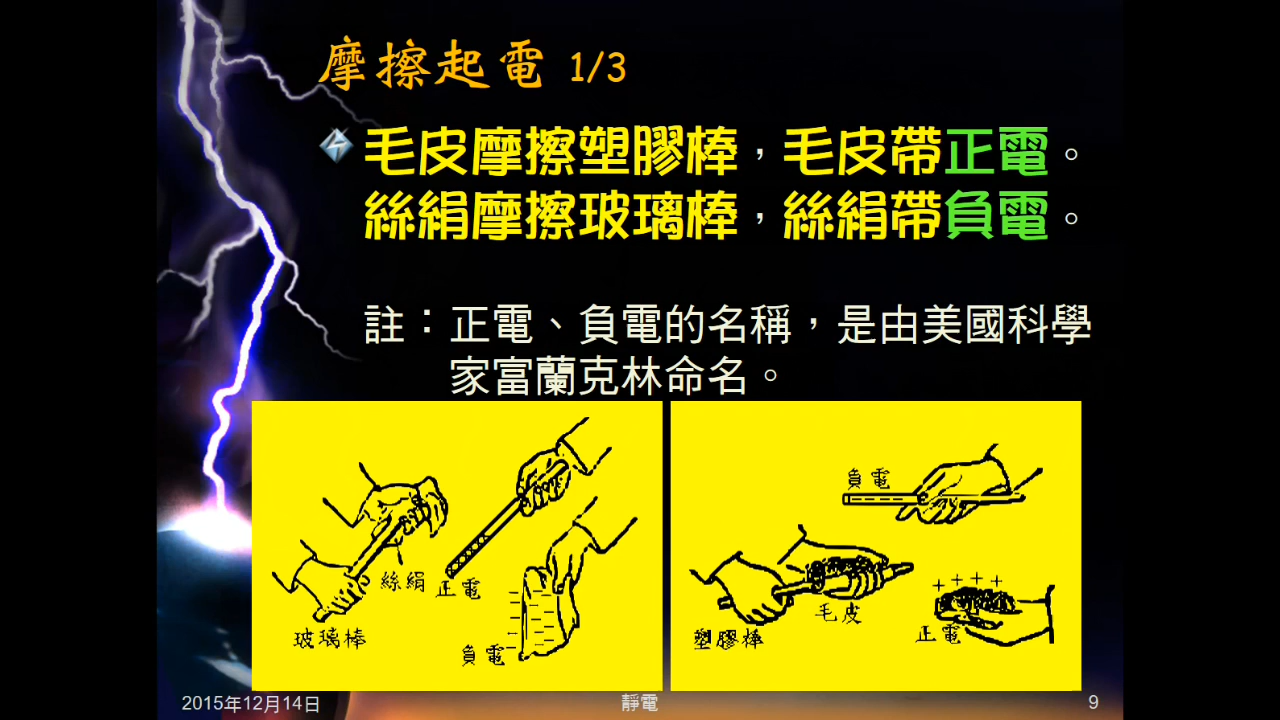 摩擦起電 1/3
毛皮摩擦塑膠棒，毛皮帶正電。
絲絹摩擦玻璃棒，絲絹帶負電。
註：正電、負電的名稱，是由美國科學
家富蘭克林命名。
絲絹
正電
玻璃棒
負電
負電
毛皮
塑膠棒
正電
2015年12月14日
靜電
9